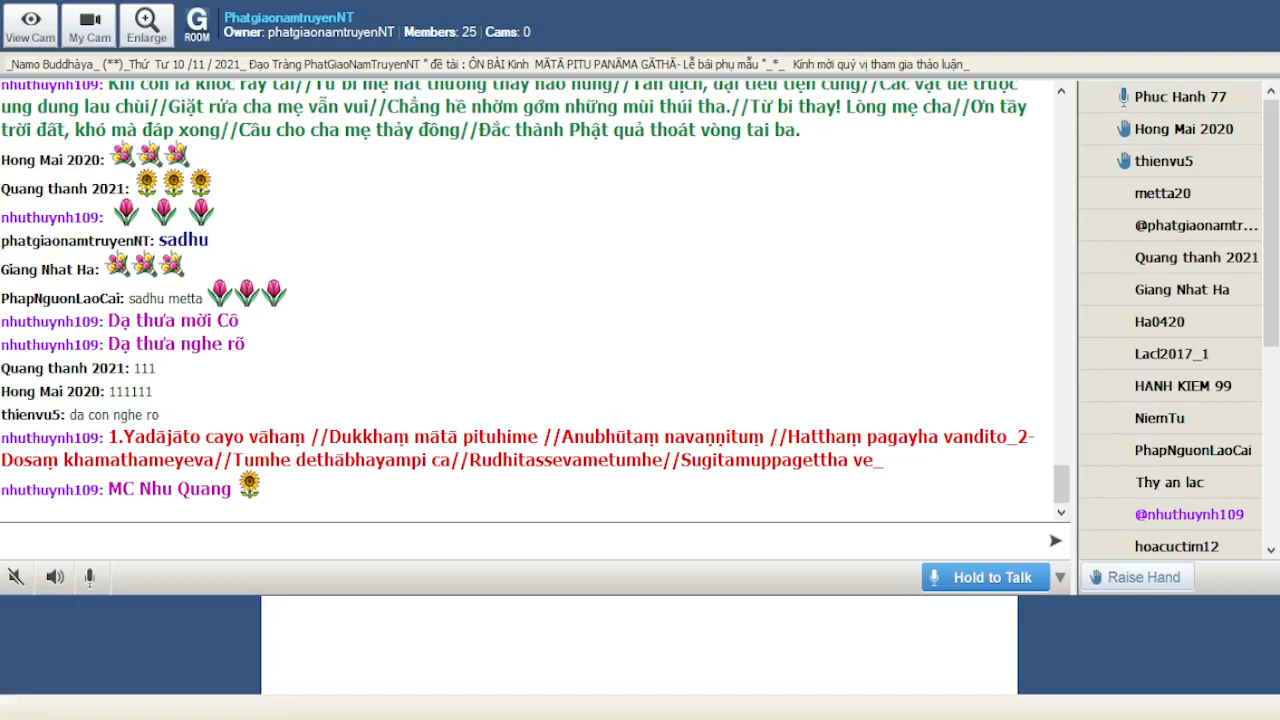 View Cam
My Cam
Enlarge
G
ROOM
PhatgiaonamtruyenNT
Owner: phatgiaonamtruyenNT | Members: 25 | Cams: 0
_Namo Buddhàya_ (**)_Thứ Tư 10 /11 / 2021_ Đạo Tràng PhatGiaoNamTruyenNT " đề tài : ÔN BÀI Kinh MĀTĀ PITU PANĀMA GĀTHĀ- Lễ bái phụ mẫu "_*_ Kính mời quý vị tham gia thảo luận_
ung dung lau chùi//Giặt rửa cha mẹ vẫn vui//Chẳng hề nhờm gớm những mùi thúi tha.//Từ bi thay! Lòng mẹ cha//Ơn tầy
trời đất, khó mà đáp xong//Cầu cho cha mẹ thảy đồng//Đắc thành Phật quả thoát vòng tai ba.
Hong Mai 2020:
Quang thanh 2021:
nhuthuynh109:
phatgiaonamtruyenNT: sadhu
Giang Nhat Ha:
PhapNguonLaoCai: sadhu metta
nhuthuynh109: Dạ thưa mời Cô
nhuthuynh109: Dạ thưa nghe rõ
Quang thanh 2021: 111
Hong Mai 2020: 111111
thienvu5: da con nghe ro
nhuthuynh109: 1.Yadājāto cayo vāhaṃ //Dukkhaṃ mātā pituhime //Anubhūtaṃ navaṇṇituṃ //Hatthaṃ pagayha vandito_2-
Dosaṃ khamathameyeva//Tumhe dethābhayampi ca//Rudhitassevametumhe//Sugitamuppagettha ve_
nhuthuynh109: MC Nhu Quang
Phuc Hanh 77
Hong Mai 2020
thienvu5
metta20
@phatgiaonamtr...
Quang thanh 2021
Giang Nhat Ha
Ha0420
Lacl2017_1
HANH KIEM 99
NiemTu
PhapNguonLaoCai
Thy an lac
@nhuthuynh109
hoacuctim12
Hold to Talk
Raise Hand